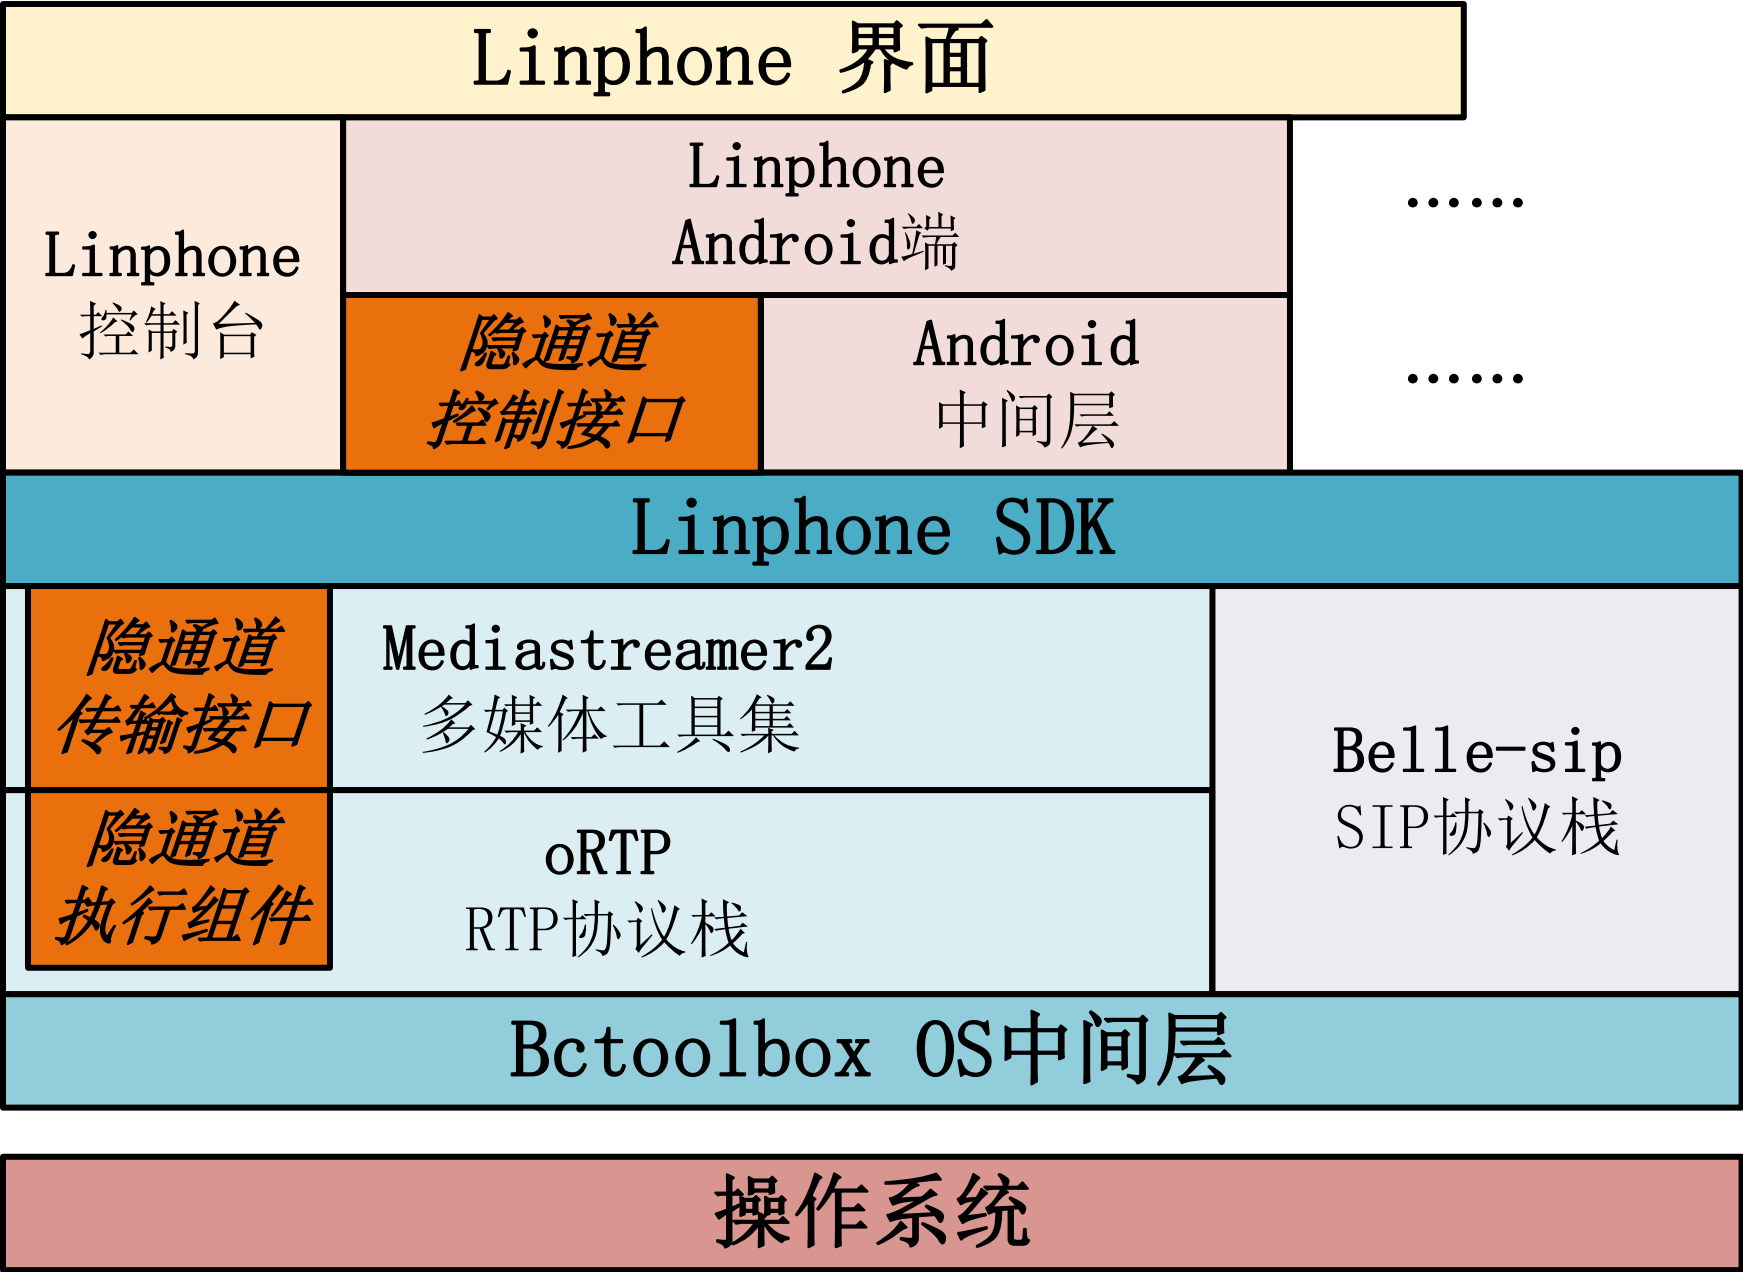 Linphone 界面
Linphone
控制台
Linphone
Android端
……
隐通道
控制接口
Android
中间层
……
Linphone SDK
隐通道
传输接口
Mediastreamer2
多媒体工具集
Belle-sip
SIP协议栈
隐通道
执行组件
oRTP
RTP协议栈
Bctoolbox OS中间层
操作系统